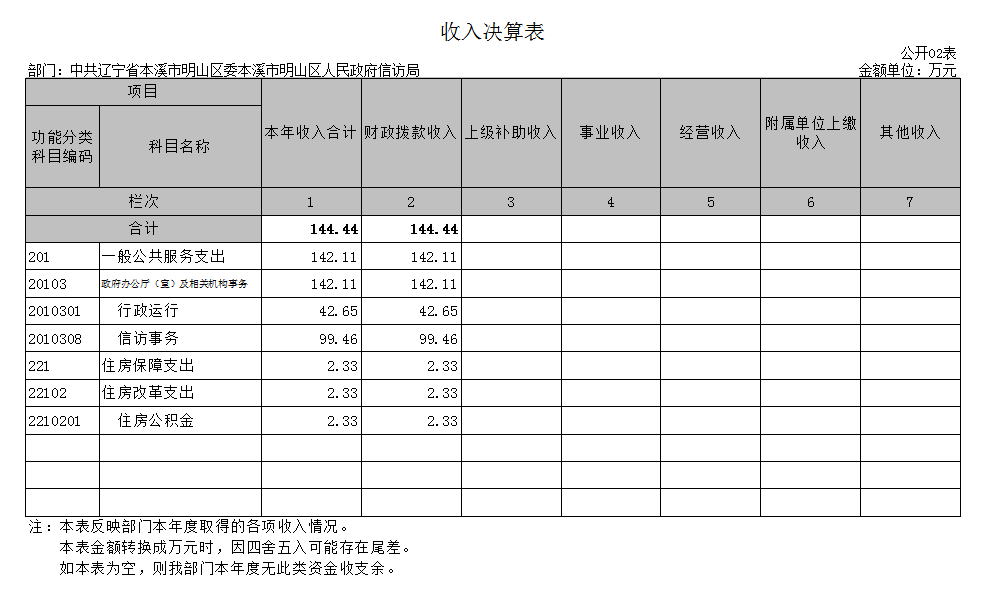 收入决算表
公开02表
部门：中共辽宁省本溪市明山区委本溪市明山区人民政府信访局 金额单位：万元
项目
功能分类科目编码 科目名称 本年收入合计 财政拨款收入 上级补助收入 事业收入 经营收入 附属单位上缴收入 其他收入
栏次 1 2 3 4 5 6 7
合计 144.44 144.44
201 一般公共服务支出 142.11 142.11
20103 政府办公厅（室）及相关机构事务 142.11 142.11
2010301 行政运行 42.65 42.65
2010308 信访事务 99.46 99.46
221 住房保障支出 2.33 2.33
22102 住房改革支出 2.33 2.33
2210201 住房公积金 2.33 2.33
注：本表反映部门本年度取得的各项收入情况。
本表金额转换成万元时，因四舍五入可能存在尾差。
如本表为空，则我部门本年度无此类资金收支余。